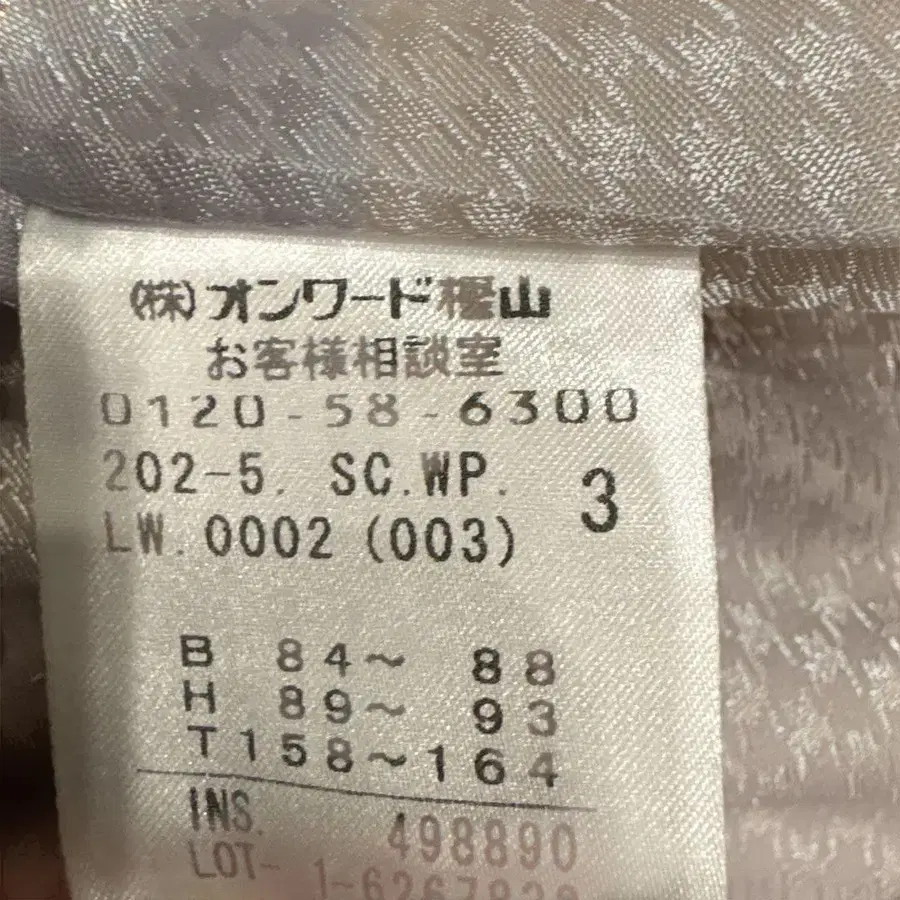 (株)オンワード樫山
お客様相談室
0120-58-6300
202-5. SC.WP.
3
LW. 0002 (003)
B 84~ 88
H 89~ 93
T158~164
INS. 498890
LOT-